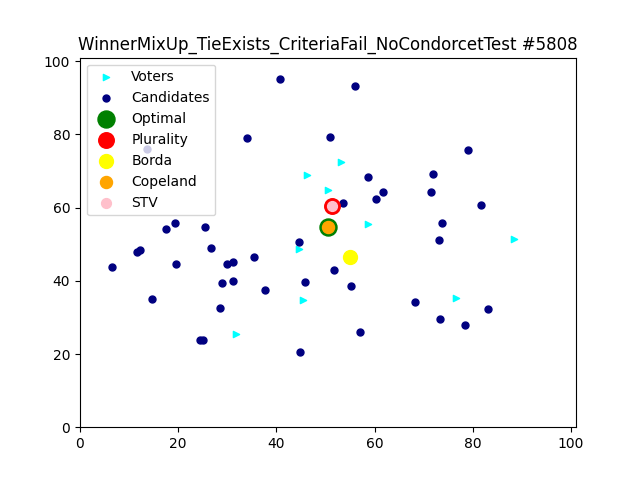 WinnerMixUp_TieExists_CriteriaFail_NoCondorcetTest #5808
100
80
60
40
20
0
Voters
Candidates
Optimal
Plurality
Borda
Copeland
STV
0 20 40 60 80 100